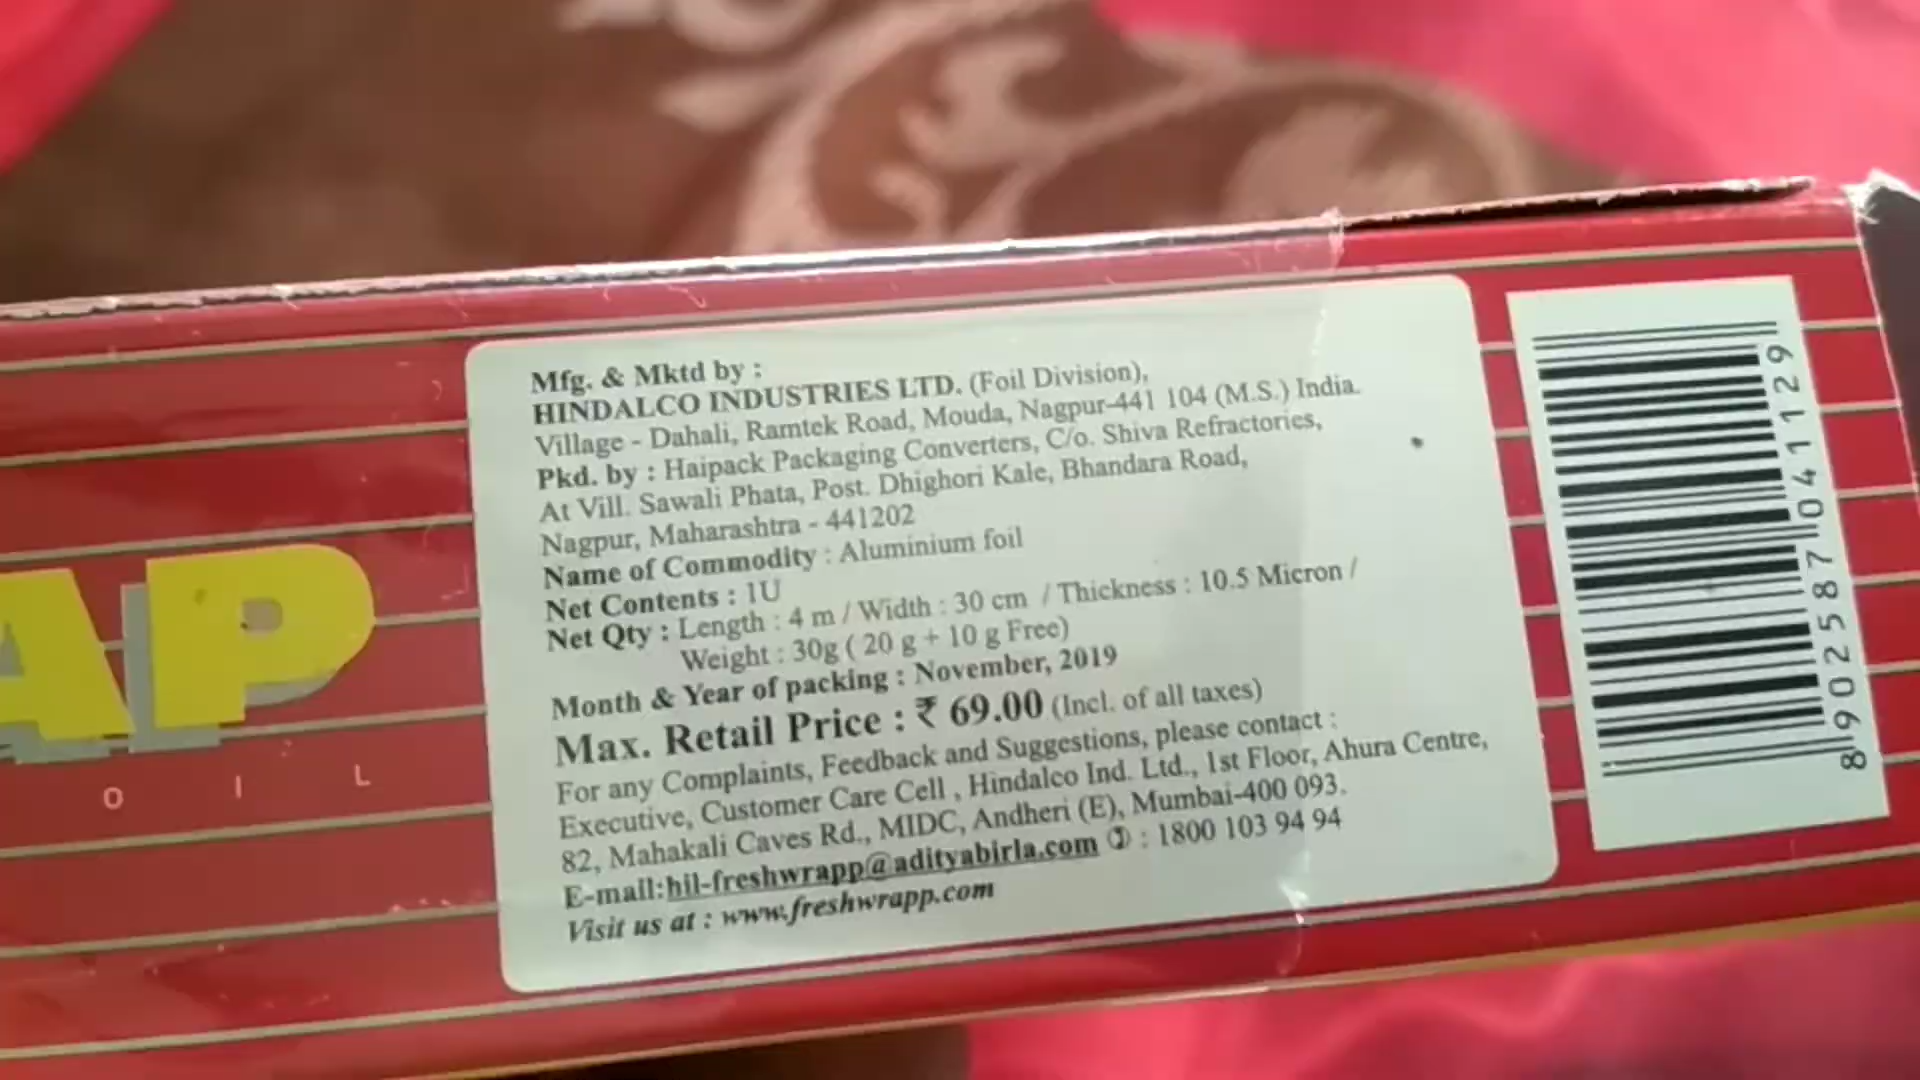 AP
O I L
Mfg. & Mktd by :
HINDALCO INDUSTRIES LTD. (Foil Division),
Village - Dahali, Ramtek Road, Mouda, Nagpur-441 104 (M.S.) India.
Pkd. by : Haipack Packaging Converters, C/o. Shiva Refractories,
At Vill. Sawali Phata, Post. Dhighori Kale, Bhandara Road,
Nagpur, Maharashtra - 441202
Name of Commodity : Aluminium foil
Net Contents : 1U
Net Qty : Length : 4 m / Width : 30 cm / Thickness : 10.5 Micron /
Weight : 30g ( 20 g + 10 g Free)
Month & Year of packing : November, 2019
Max. Retail Price : ₹ 69.00 (Incl. of all taxes)
For any Complaints, Feedback and Suggestions, please contact :
Executive, Customer Care Cell , Hindalco Ind. Ltd., 1st Floor, Ahura Centre,
82, Mahakali Caves Rd., MIDC, Andheri (E), Mumbai-400 093.
E-mail:hil-freshwrapp@adityabirla.com ✆ : 1800 103 94 94
Visit us at : www.freshwrapp.com
8 902587 041129